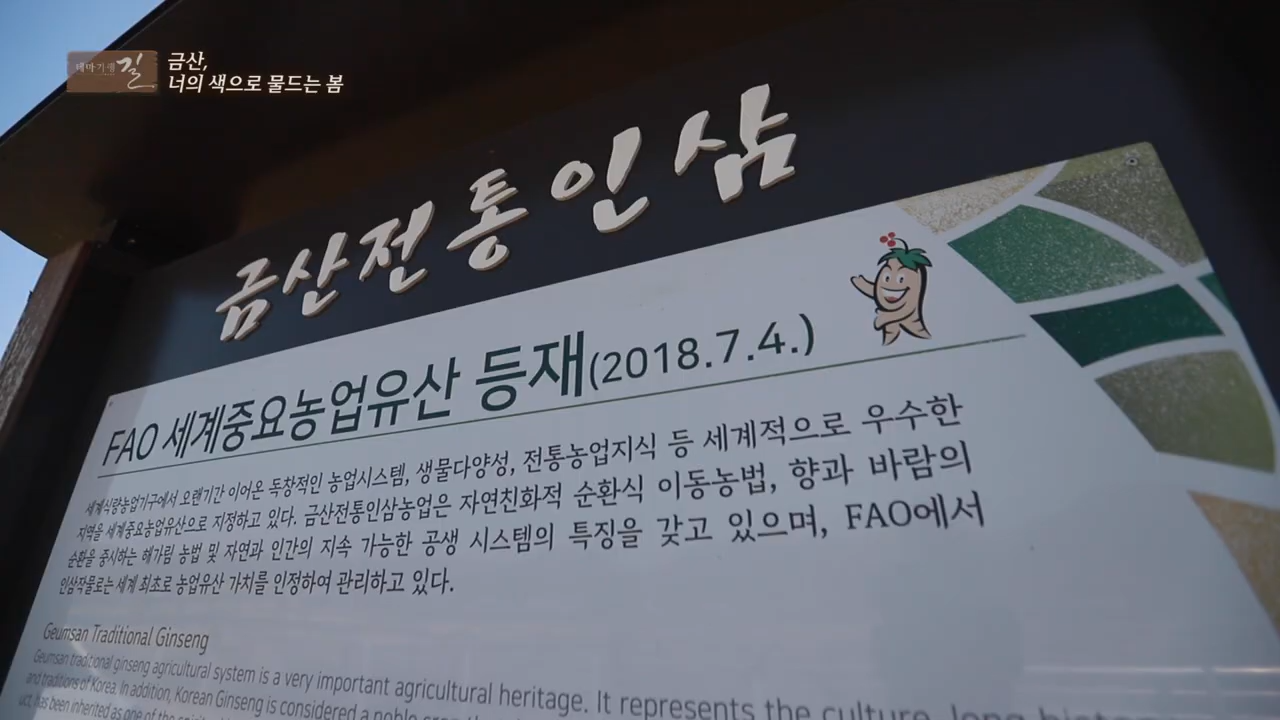 테마기행 길
금산,
너의 색으로 물드는 봄
금산전통인삼
FAO 세계중요농업유산 등재(2018.7.4.)
세계식량농업기구에서 오랜기간 이어온 독창적인 농업시스템, 생물다양성, 전통농업지식 등 세계적으로 우수한
지역을 세계중요농업유산으로 지정하고 있다. 금산전통인삼농업은 자연친화적 순환식 이동농법, 향과 바람의
순환을 중시하는 해가림 농법 및 자연과 인간의 지속 가능한 공생 시스템의 특징을 갖고 있으며, FAO에서
인삼작물로는 세계 최초로 농업유산 가치를 인정하여 관리하고 있다.
Geumsan Traditional Ginseng
Geumsan traditional ginseng agricultural system is a very important agricultural heritage. It represents the culture, long
and traditions of Korea. In addition, Korean Ginseng is considered a noble
has been inherited as one of the